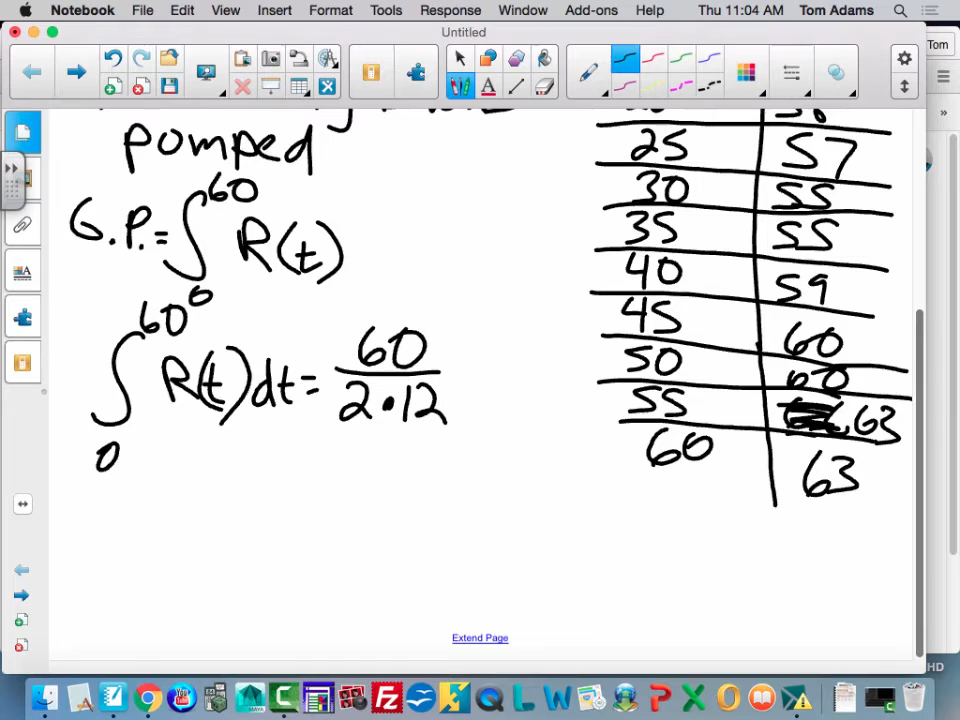 Notebook File Edit View Insert Format Tools Response Window Add-ons Help Thu 11:04 AM Tom Adams
Untitled
Tom
pomped
G.P. = ∫ 60 0 R(t)
∫ 60 0 R(t) dt = 60 / 2 • 12
25 57
30 55
35 55
40 59
45 60
50 60
55 .63
60 63
Extend Page
HD